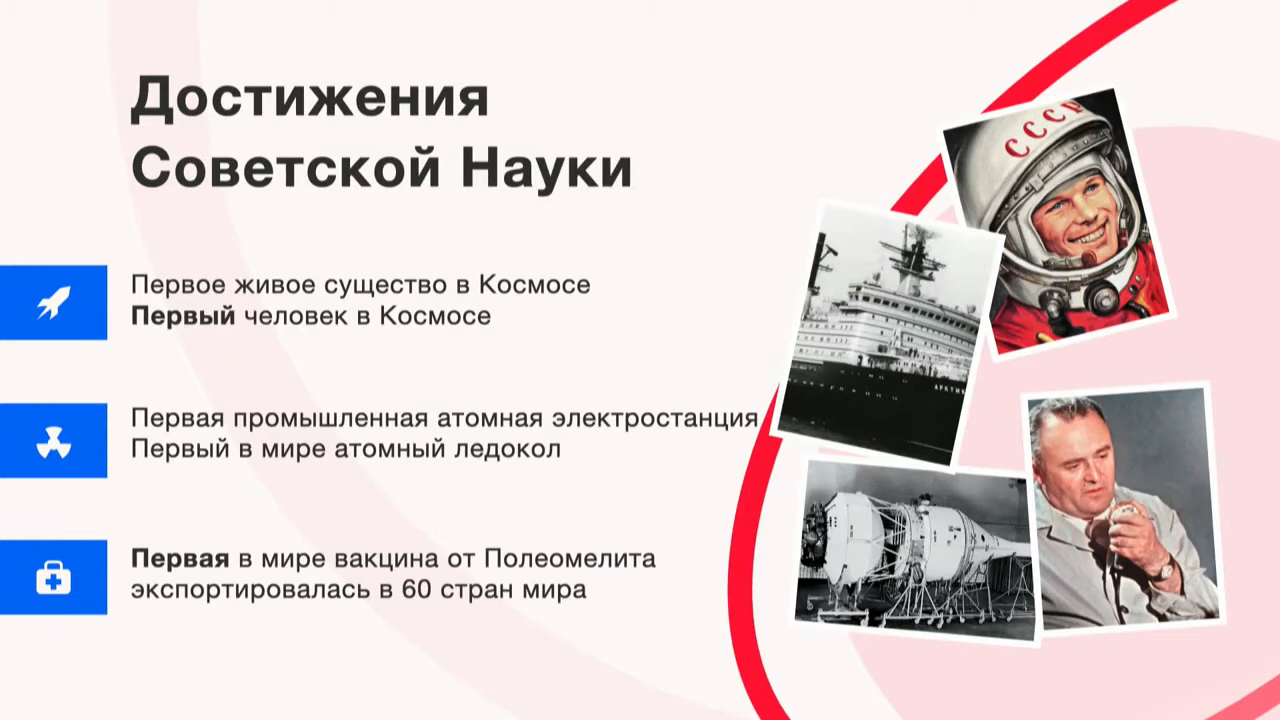 Достижения
Советской Науки
Первое живое существо в Космосе
Первый человек в Космосе
Первая промышленная атомная электростанция
Первый в мире атомный ледокол
Первая в мире вакцина от Полеомелита
экспортировалась в 60 стран мира
СССР